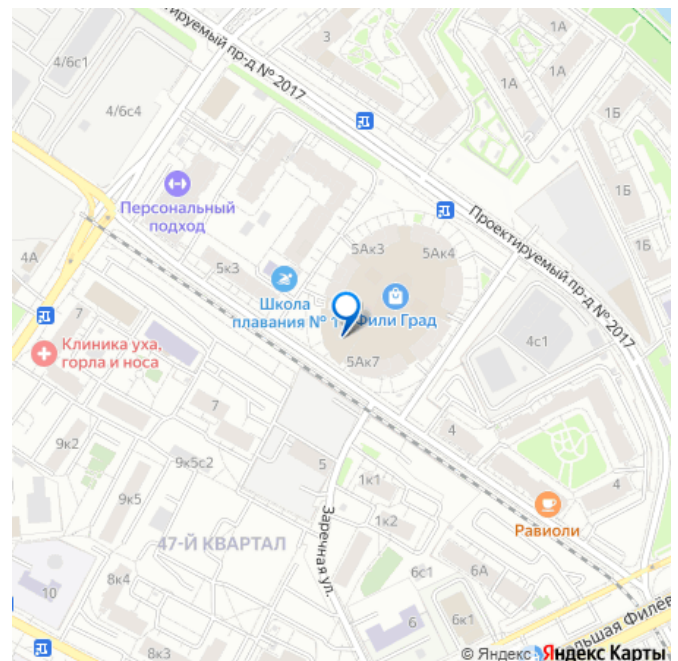 Проектируемый пр-д № 2017
3
1А
1А
4/6с1
4/6с4
1Б
Персональный
подход
1Б
Проектируемый пр-д № 2017
1Б
5Ак3
5Ак4
4А
5к3
Школа
плавания № 1
Фили Град
7
4с1
Клиника уха,
горла и носа
5Ак7
7
4
9к2
9к5с2
5
1к1
4
9к5
1к2
Равиоли
47-Й КВАРТАЛ
Заречная ул.
8к4
6с1
6А
10
6
6к1
8к3
© Яндекс
Яндекс Карты